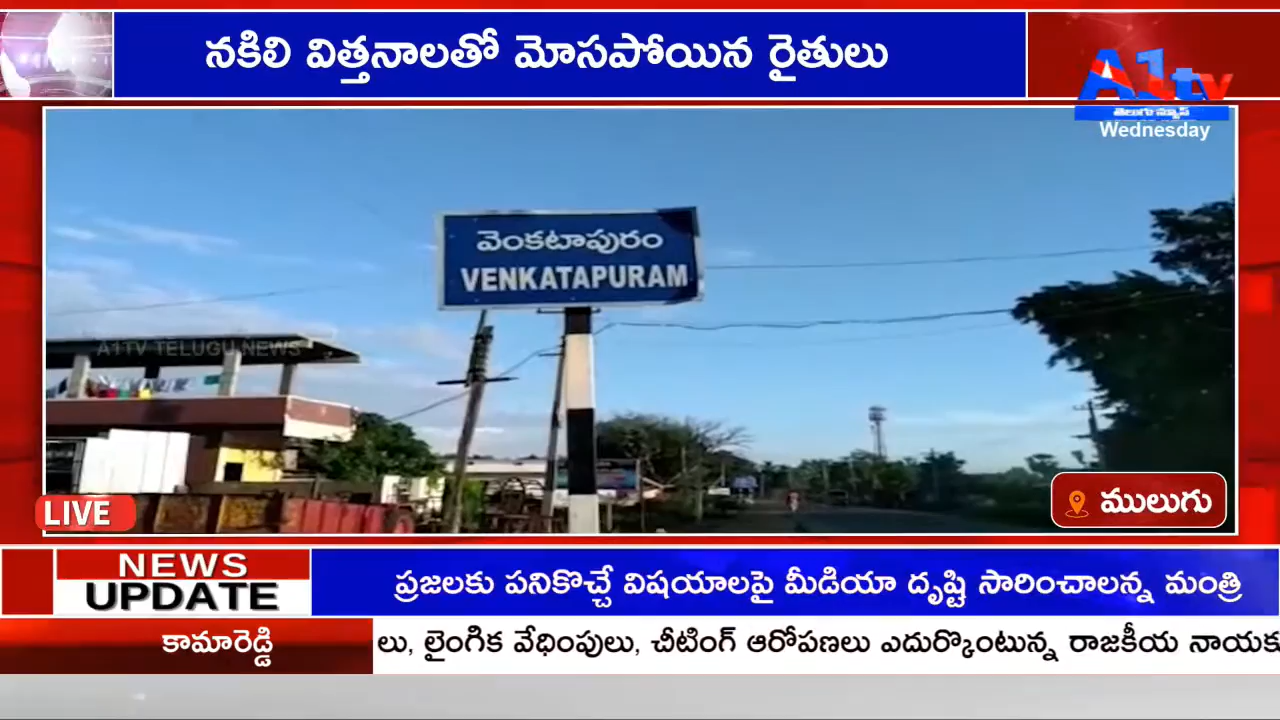 నకిలి విత్తనాలతో మోసపోయిన రైతులు
A1tv
తెలుగు న్యూస్
Wednesday
వెంకటాపురం
VENKATAPURAM
A1TV TELUGU NEWS
LIVE
ములుగు
NEWS
UPDATE
ప్రజలకు పనికొచ్చే విషయాలపై మీడియా దృష్టి సారించాలన్న మంత్రి
కామారెడ్డి
లు, లైంగిక వేధింపులు, చీటింగ్ ఆరోపణలు ఎదుర్కొంటున్న రాజకీయ నాయకు